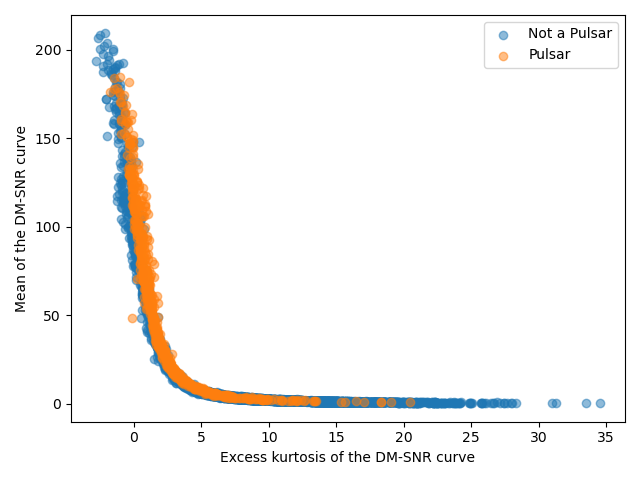 Not a Pulsar
Pulsar
200
150
100
50
0
Mean of the DM-SNR curve
0 5 10 15 20 25 30 35
Excess kurtosis of the DM-SNR curve